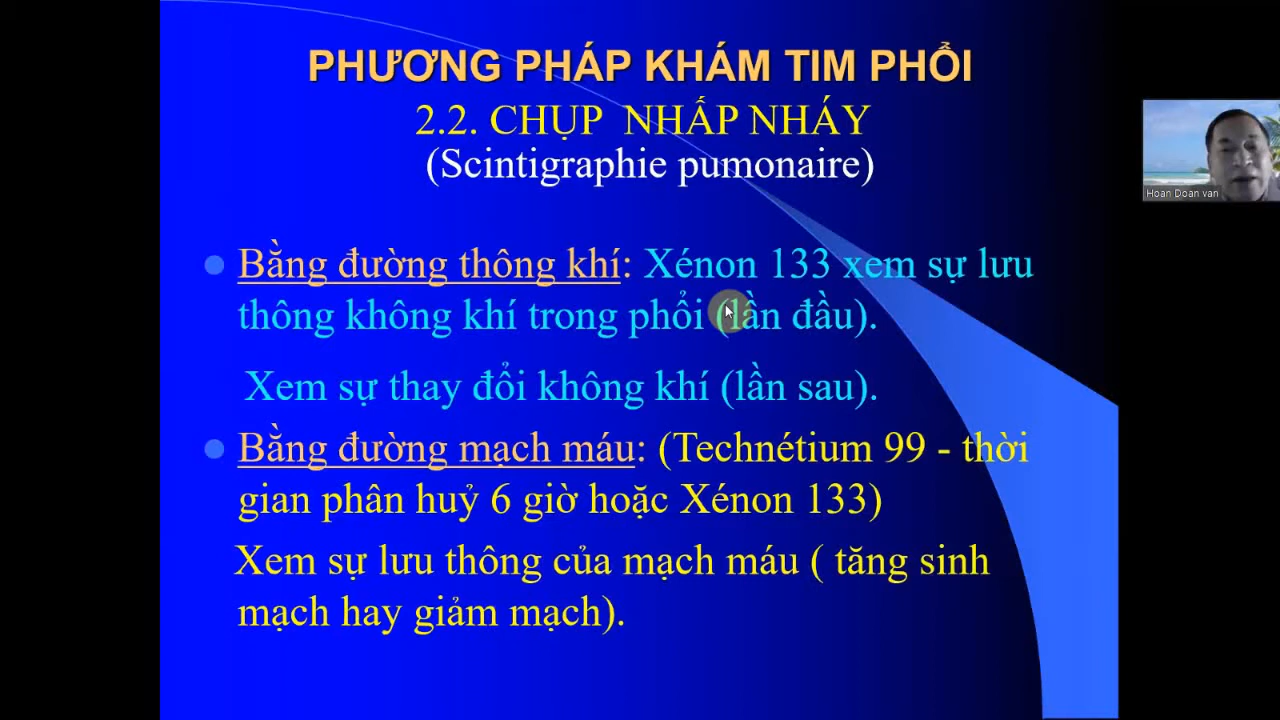 PHƯƠNG PHÁP KHÁM TIM PHỔI
2.2. CHỤP NHẤP NHÁY
(Scintigraphie pumonaire)
Hoan Doan van
Bằng đường thông khí: Xénon 133 xem sự lưu
thông không khí trong phổi (lần đầu).
Xem sự thay đổi không khí (lần sau).
Bằng đường mạch máu: (Technétium 99 - thời
gian phân huỷ 6 giờ hoặc Xénon 133)
Xem sự lưu thông của mạch máu ( tăng sinh
mạch hay giảm mạch).